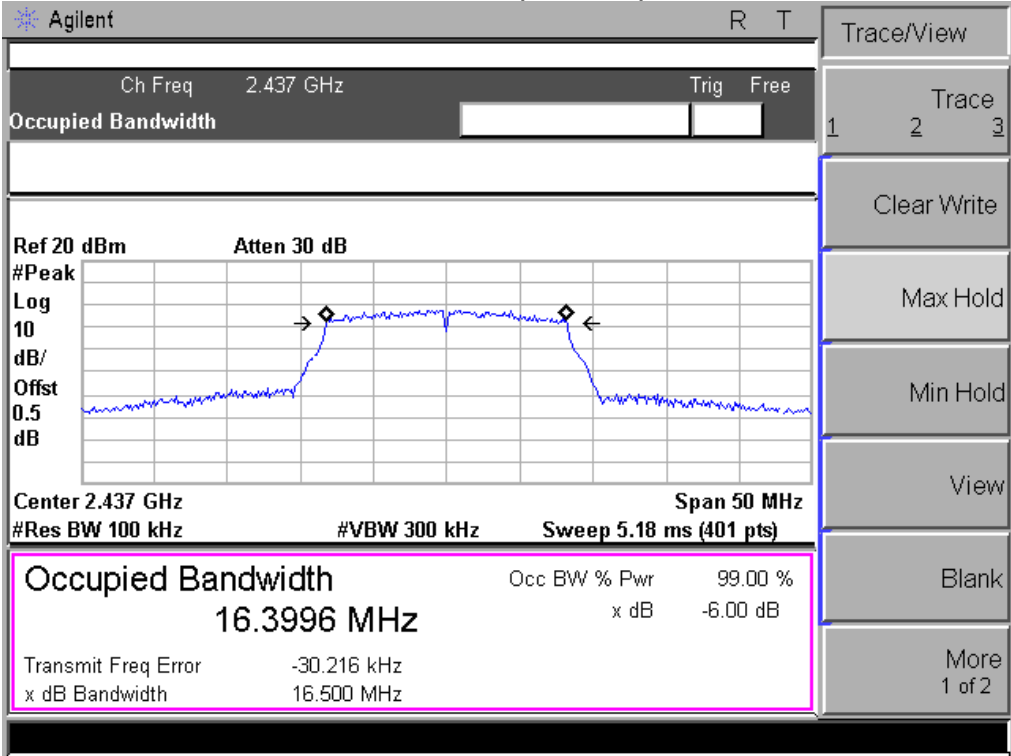 Agilent R T
Trace/View
Ch Freq 2.437 GHz Trig Free
Occupied Bandwidth
Trace
1 2 3
Clear Write
Ref 20 dBm Atten 30 dB
#Peak
Log
10
dB/
Offst
0.5
dB
Max Hold
Min Hold
Center 2.437 GHz Span 50 MHz
#Res BW 100 kHz #VBW 300 kHz Sweep 5.18 ms (401 pts)
View
Occupied Bandwidth Occ BW % Pwr 99.00 %
16.3996 MHz x dB -6.00 dB
Transmit Freq Error -30.216 kHz
x dB Bandwidth 16.500 MHz
Blank
More
1 of 2